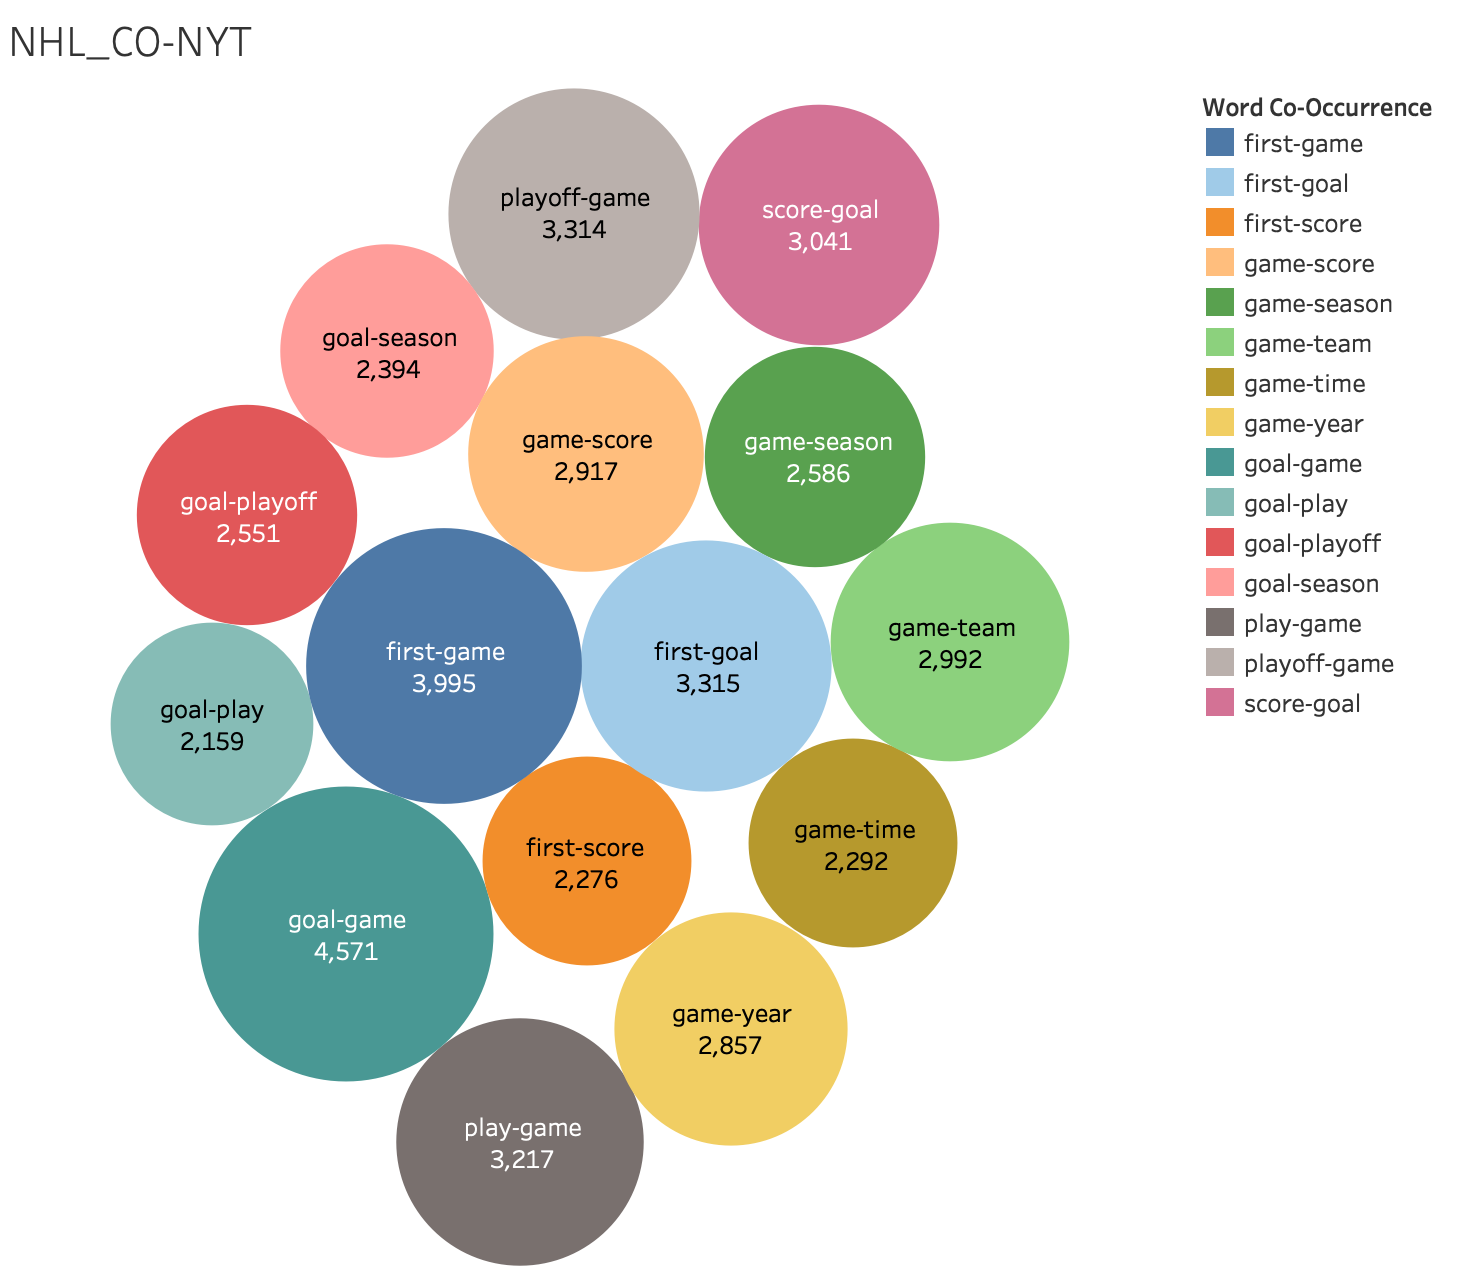 NHL_CO-NYT
playoff-game
3,314
score-goal
3,041
goal-season
2,394
game-score
2,917
game-season
2,586
goal-playoff
2,551
first-game
3,995
first-goal
3,315
game-team
2,992
goal-play
2,159
first-score
2,276
game-time
2,292
goal-game
4,571
game-year
2,857
play-game
3,217
Word Co-Occurrence
first-game
first-goal
first-score
game-score
game-season
game-team
game-time
game-year
goal-game
goal-play
goal-playoff
goal-season
play-game
playoff-game
score-goal